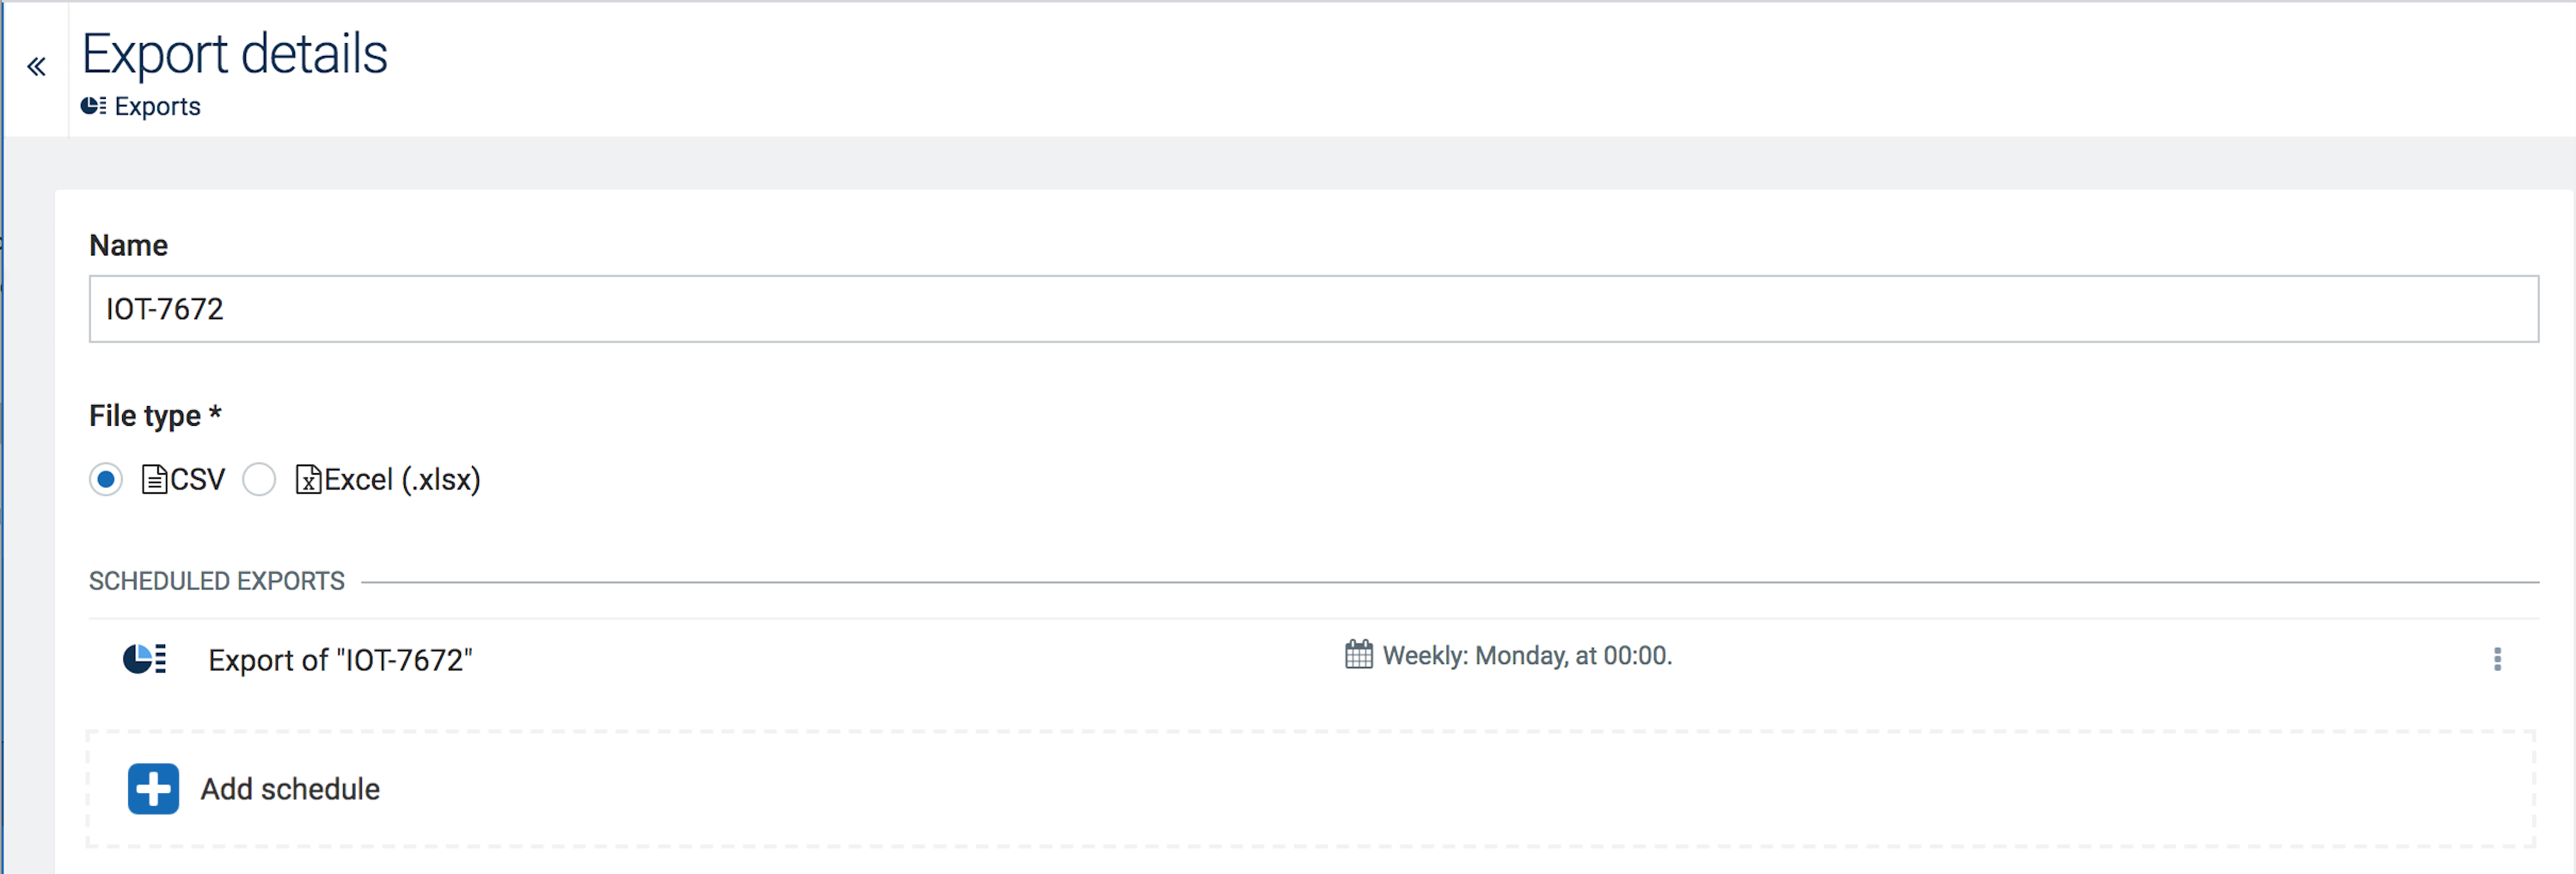 Export details
Exports
Name
IOT-7672
File type *
CSV Excel (.xlsx)
SCHEDULED EXPORTS
Export of "IOT-7672" Weekly: Monday, at 00:00.
Add schedule